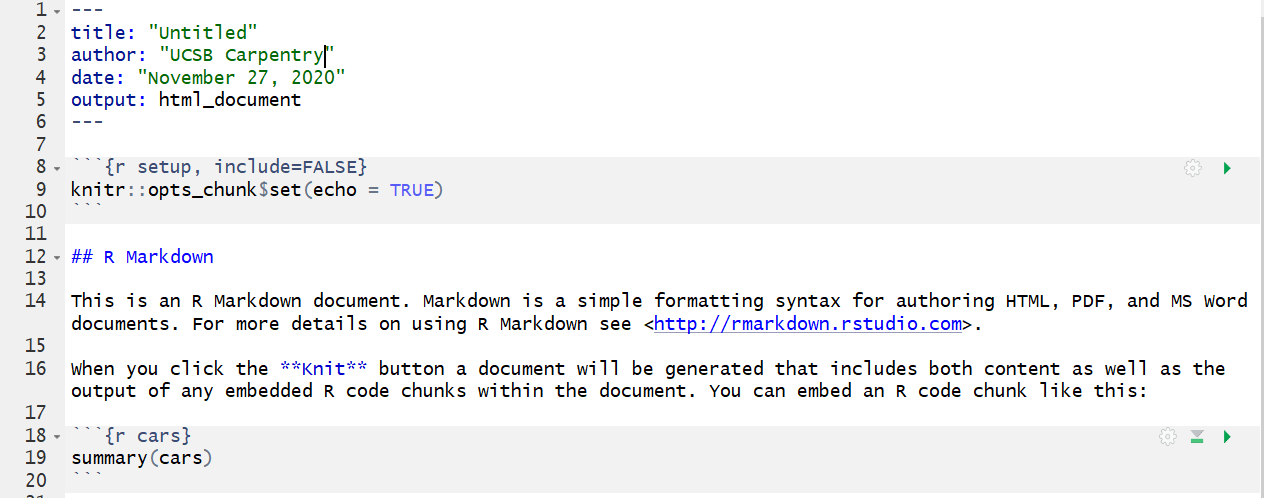 1 ---
2 title: "Untitled"
3 author: "UCSB Carpentry"
4 date: "November 27, 2020"
5 output: html_document
6 ---
7
8 ```{r setup, include=FALSE}
9 knitr::opts_chunk$set(echo = TRUE)
10 ```
11
12 ## R Markdown
13
14 This is an R Markdown document. Markdown is a simple formatting syntax for authoring HTML, PDF, and MS Word
documents. For more details on using R Markdown see <http://rmarkdown.rstudio.com>.
15
16 When you click the **Knit** button a document will be generated that includes both content as well as the
output of any embedded R code chunks within the document. You can embed an R code chunk like this:
17
18 ```{r cars}
19 summary(cars)
20 ```